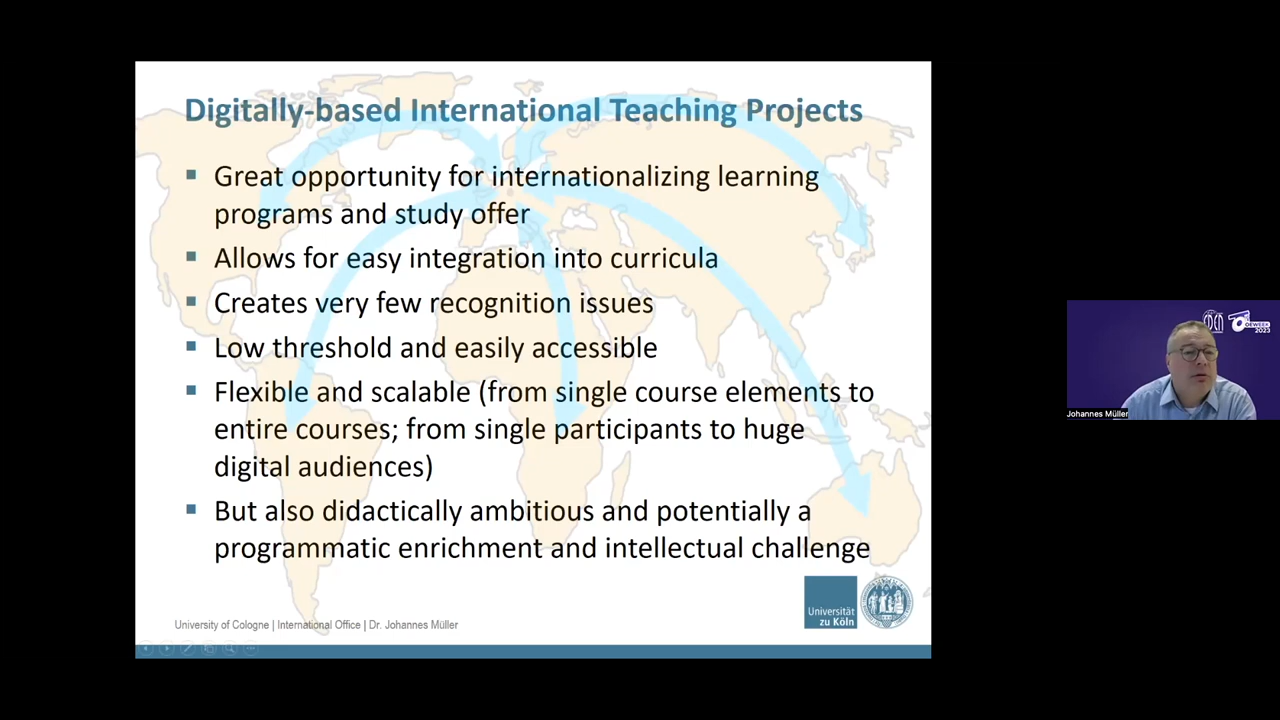 Digitally-based International Teaching Projects
Great opportunity for internationalizing learning
programs and study offer
Allows for easy integration into curricula
Creates very few recognition issues
Low threshold and easily accessible
Flexible and scalable (from single course elements to
entire courses; from single participants to huge
digital audiences)
But also didactically ambitious and potentially a
programmatic enrichment and intellectual challenge
Universität
zu Köln
University of Cologne | International Office | Dr. Johannes Müller
OEWEEK
2023
Johannes Müller